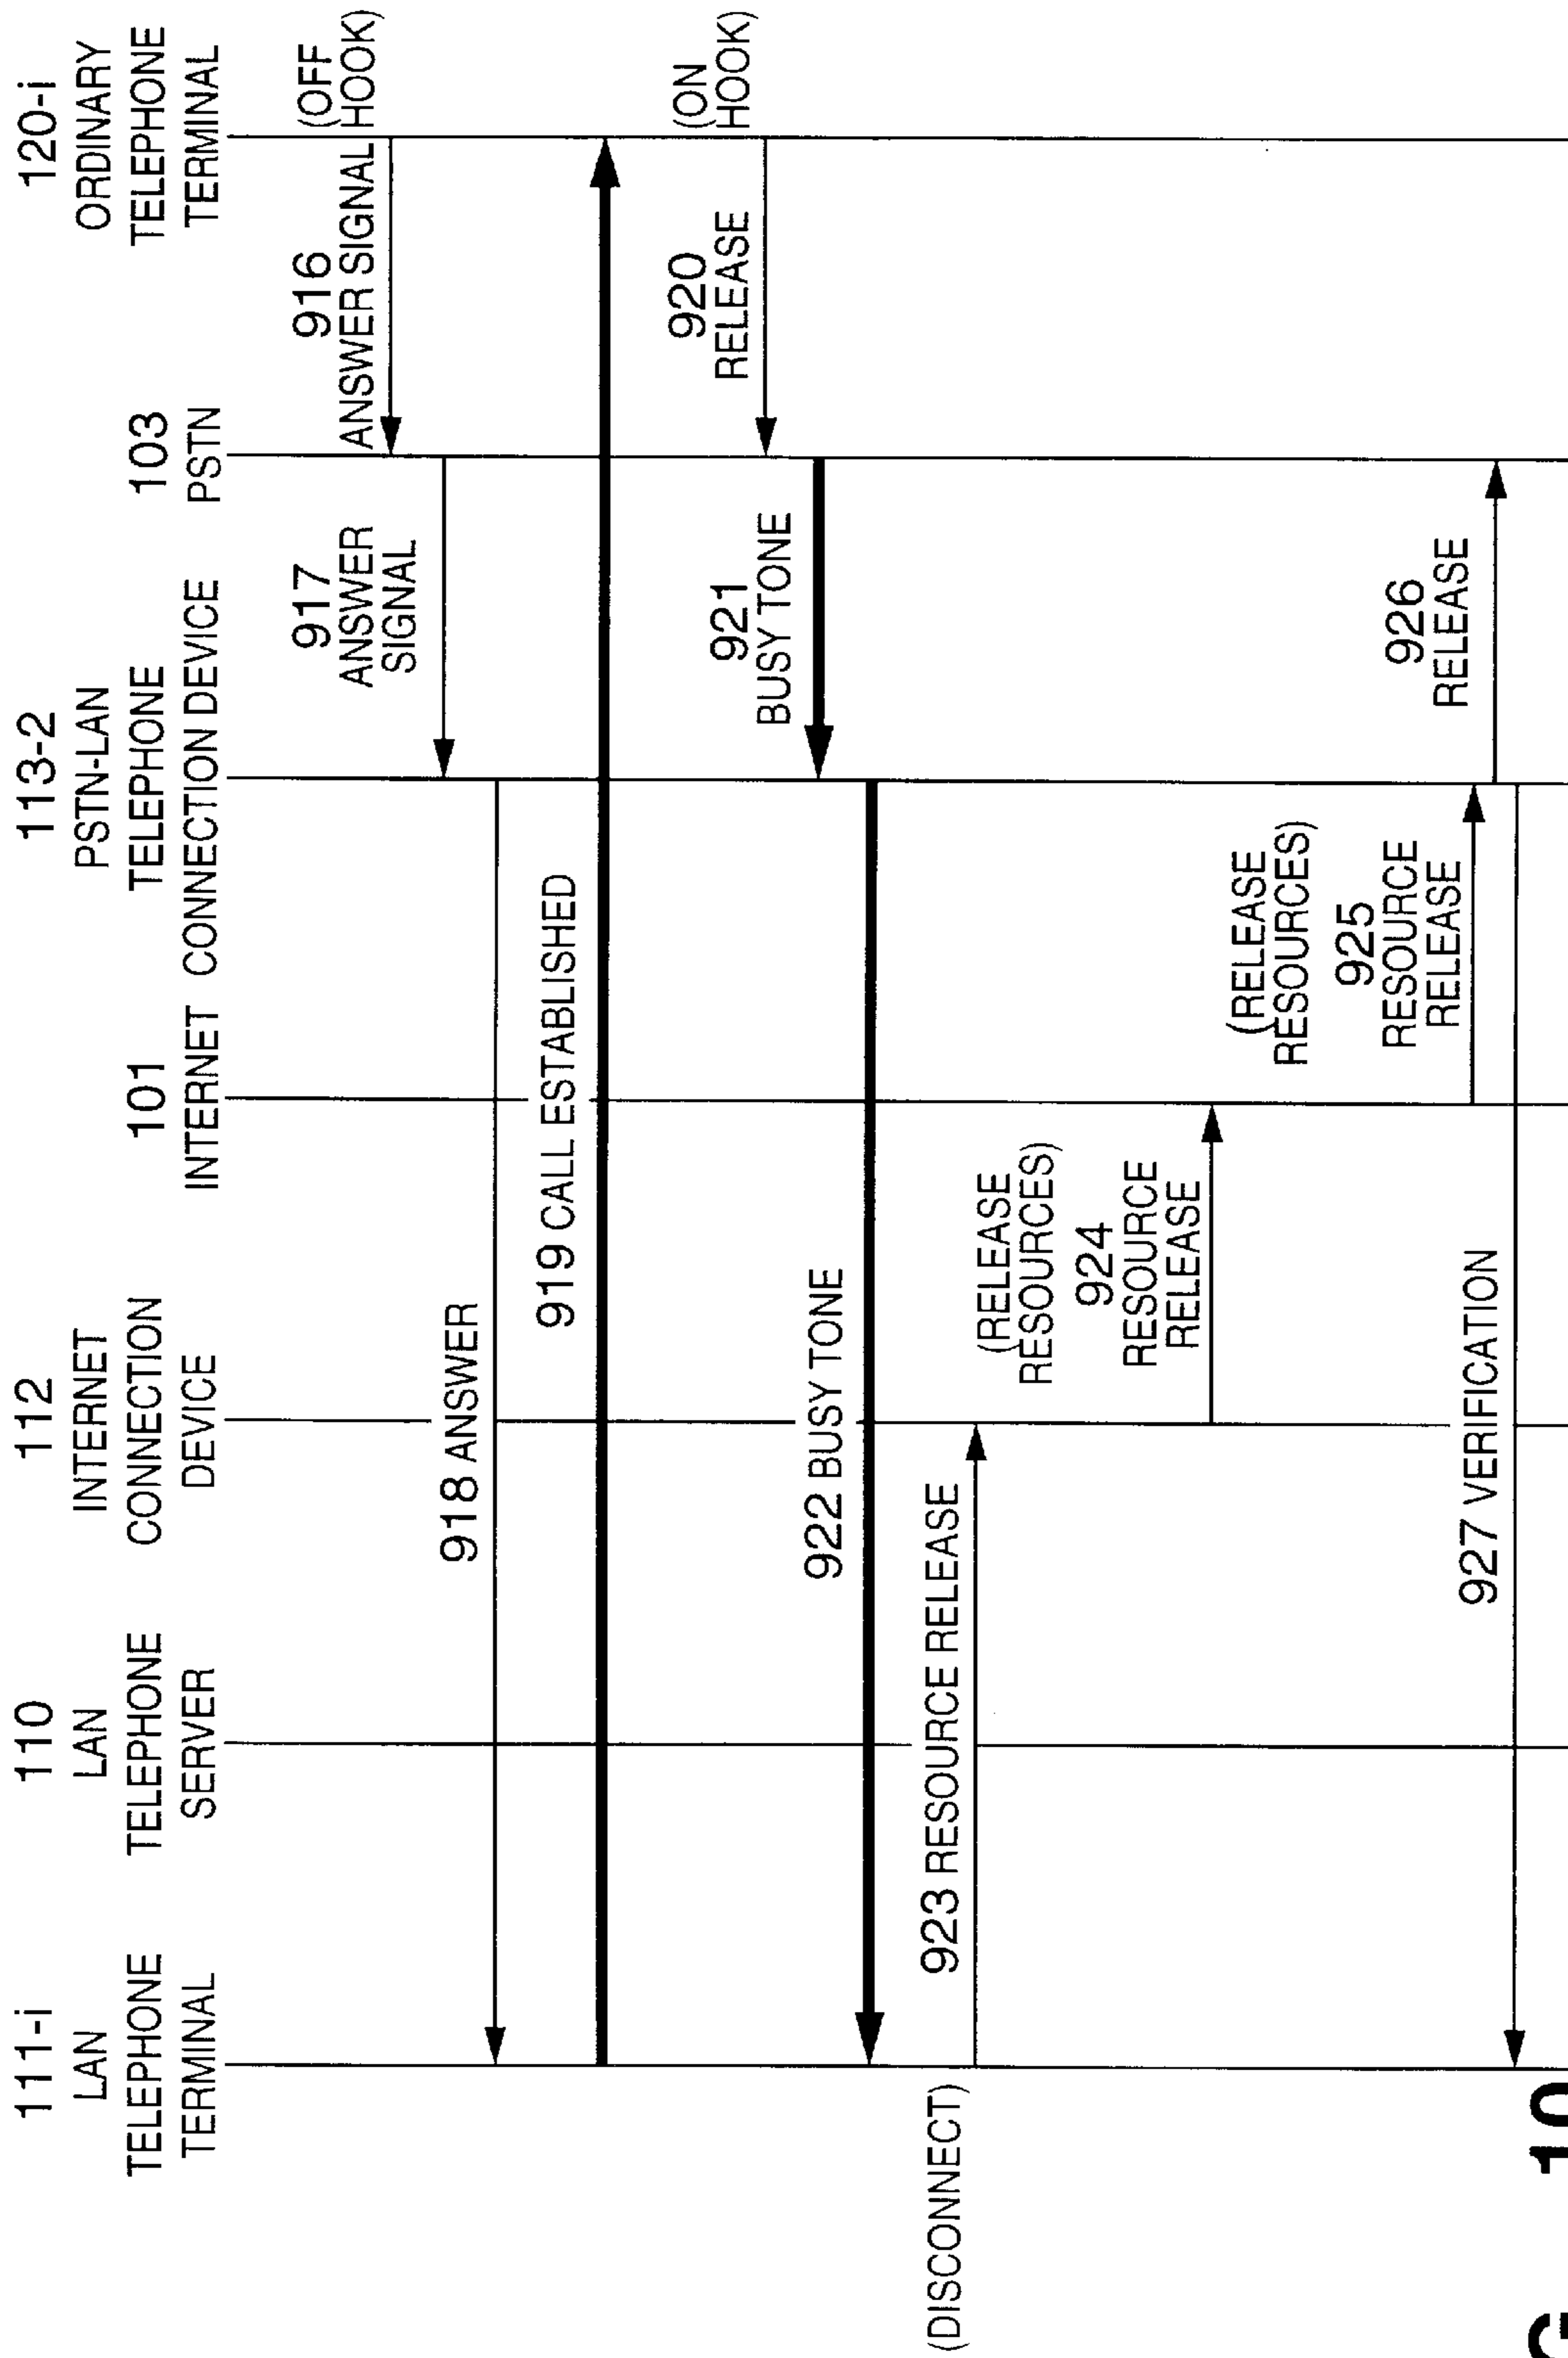 111-i
LAN
TELEPHONE
TERMINAL
110
LAN
TELEPHONE
SERVER
112
INTERNET
CONNECTION
DEVICE
101
INTERNET
113-2
PSTN-LAN
TELEPHONE
CONNECTION DEVICE
103
PSTN
120-i
ORDINARY
TELEPHONE
TERMINAL
(OFF
HOOK)
916
ANSWER SIGNAL
917
ANSWER
SIGNAL
918 ANSWER
919 CALL ESTABLISHED
(ON
HOOK)
920
RELEASE
921
BUSY TONE
922 BUSY TONE
(DISCONNECT)
923 RESOURCE RELEASE
(RELEASE
RESOURCES)
924
RESOURCE
RELEASE
(RELEASE
RESOURCES)
925
RESOURCE
RELEASE
926
RELEASE
927 VERIFICATION
G 10